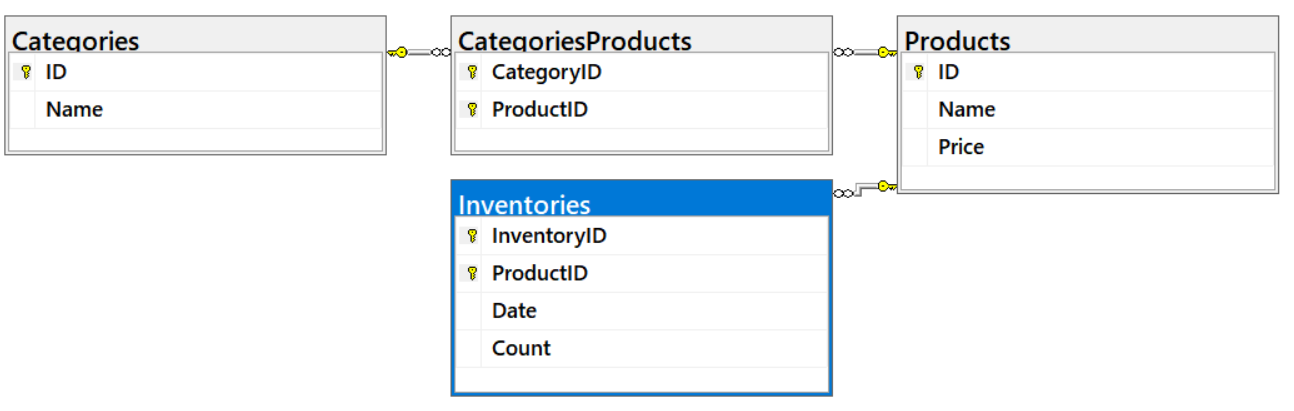 Categories
ID
Name
CategoriesProducts
CategoryID
ProductID
Products
ID
Name
Price
Inventories
InventoryID
ProductID
Date
Count